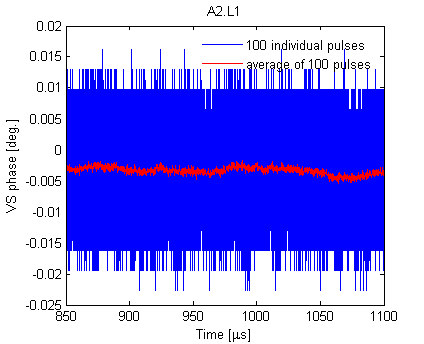 A2.L1
0.02
0.015
0.01
0.005
0
-0.005
-0.01
-0.015
-0.02
-0.025
VS phase [deg.]
100 individual pulses
average of 100 pulses
850 900 950 1000 1050 1100
Time [µs]